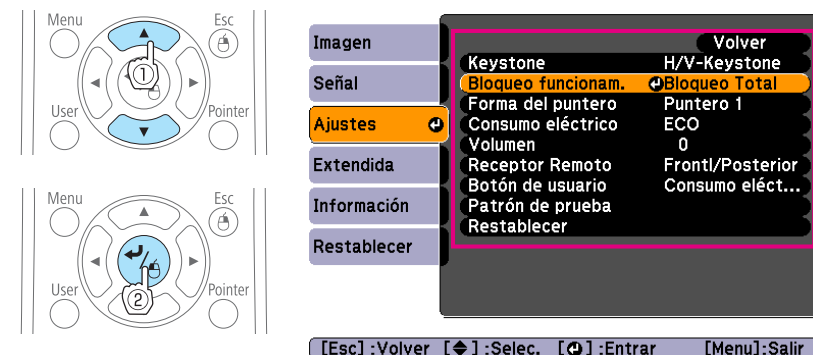 Menu
Esc
①
User
Pointer
Menu
Esc
User
②
Pointer
Imagen
Señal
Ajustes
Extendida
Información
Restablecer
Volver
Keystone H/V-Keystone
Bloqueo funcionam. Bloqueo Total
Forma del puntero Puntero 1
Consumo eléctrico ECO
Volumen 0
Receptor Remoto Frontl/Posterior
Botón de usuario Consumo eléct...
Patrón de prueba
Restablecer
[Esc] :Volver [◆] :Selec. [↵] :Entrar [Menu]:Salir